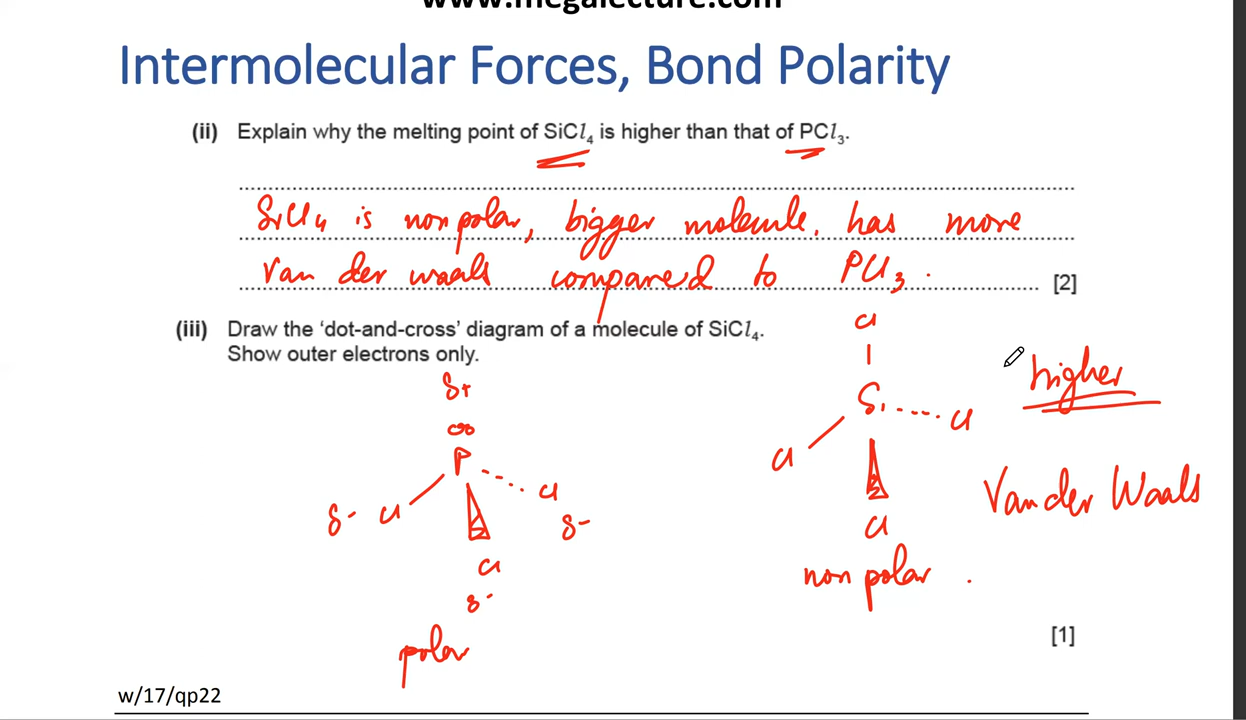 www.megalecture.com
Intermolecular Forces, Bond Polarity
(ii) Explain why the melting point of SiCl₄ is higher than that of PCl₃.
SiCl₄ is non polar, bigger molecule. has more
Van der waals compared to PCl₃.
[2]
(iii) Draw the ‘dot-and-cross’ diagram of a molecule of SiCl₄.
Show outer electrons only.
Cl
δ+
higher
Si
Cl
P
Cl
δ- Cl
Cl
δ-
Van der Waals
Cl
Cl
δ-
non polar .
polar
[1]
w/17/qp22